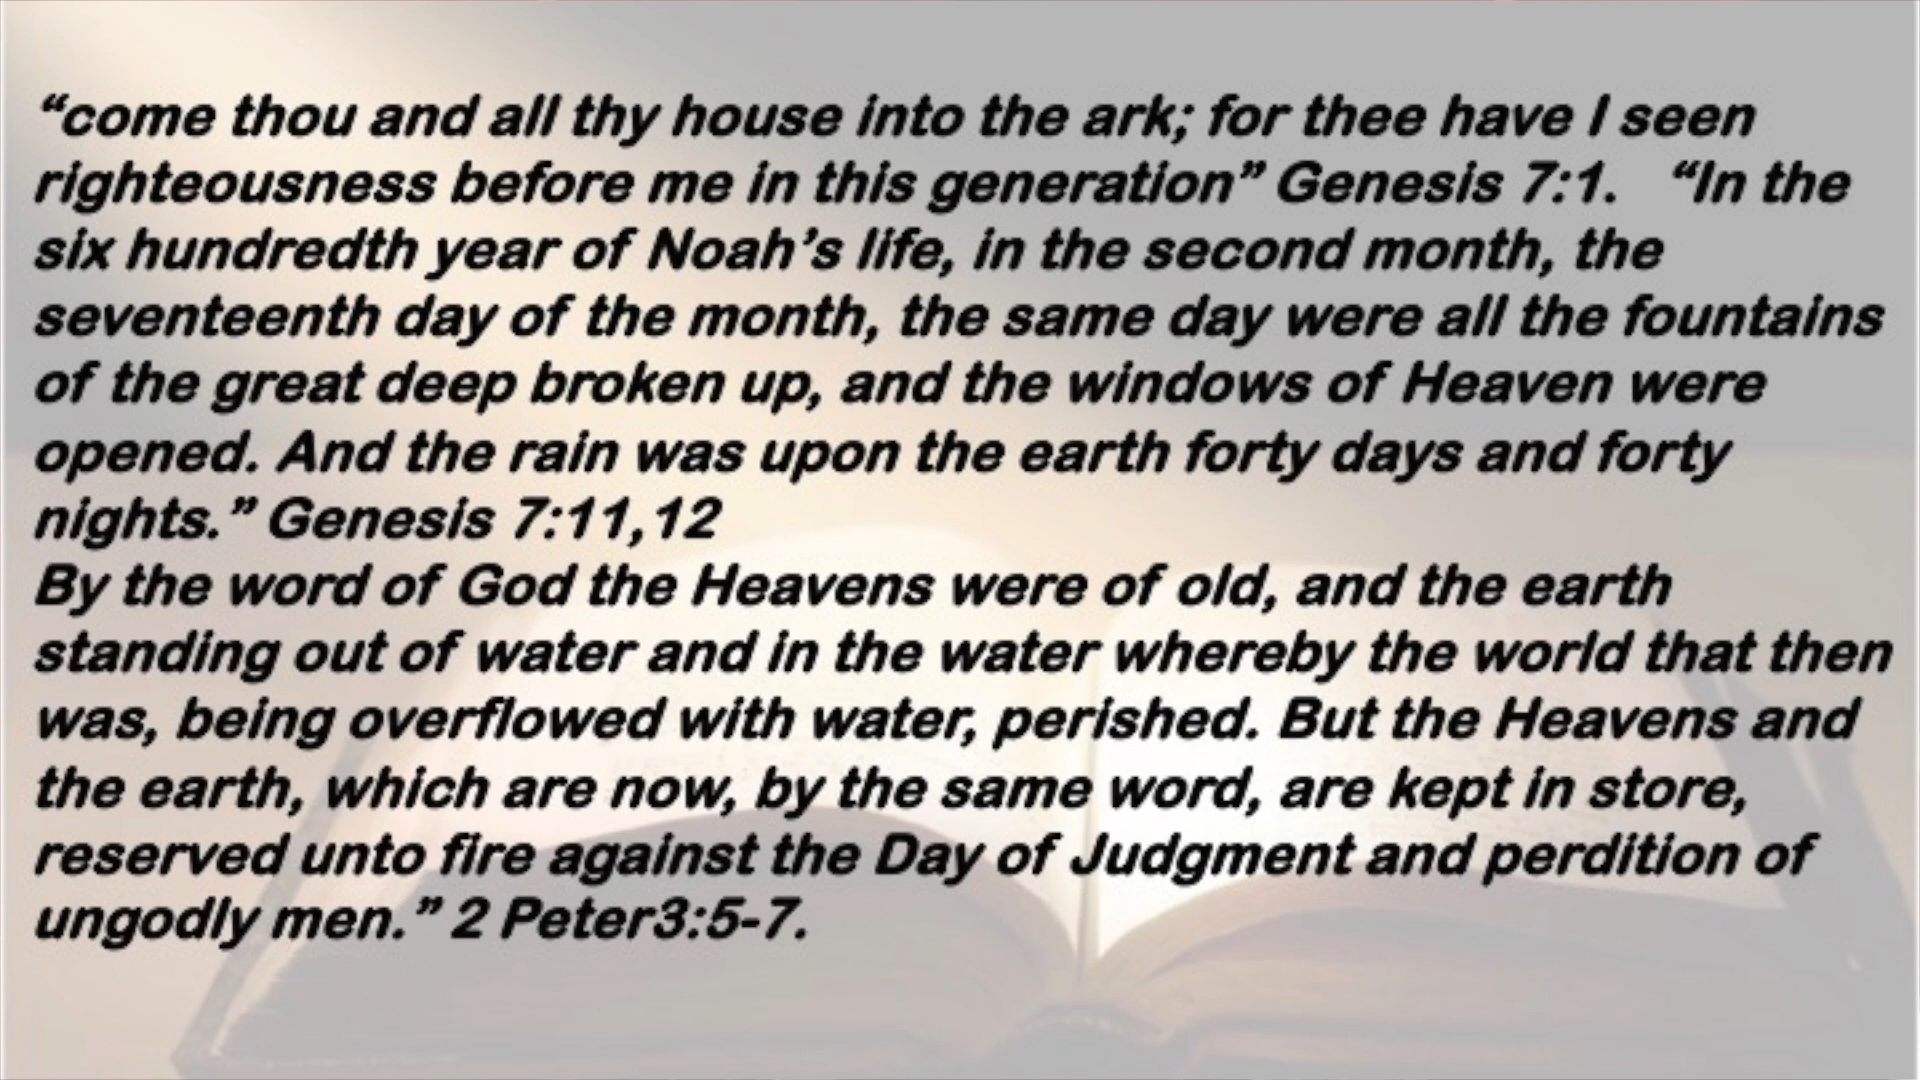 “come thou and all thy house into the ark; for thee have I seen
righteousness before me in this generation” Genesis 7:1.   “In the
six hundredth year of Noah’s life, in the second month, the
seventeenth day of the month, the same day were all the fountains
of the great deep broken up, and the windows of Heaven were
opened. And the rain was upon the earth forty days and forty
nights.” Genesis 7:11,12
By the word of God the Heavens were of old, and the earth
standing out of water and in the water whereby the world that then
was, being overflowed with water, perished. But the Heavens and
the earth, which are now, by the same word, are kept in store,
reserved unto fire against the Day of Judgment and perdition of
ungodly men.” 2 Peter3:5-7.